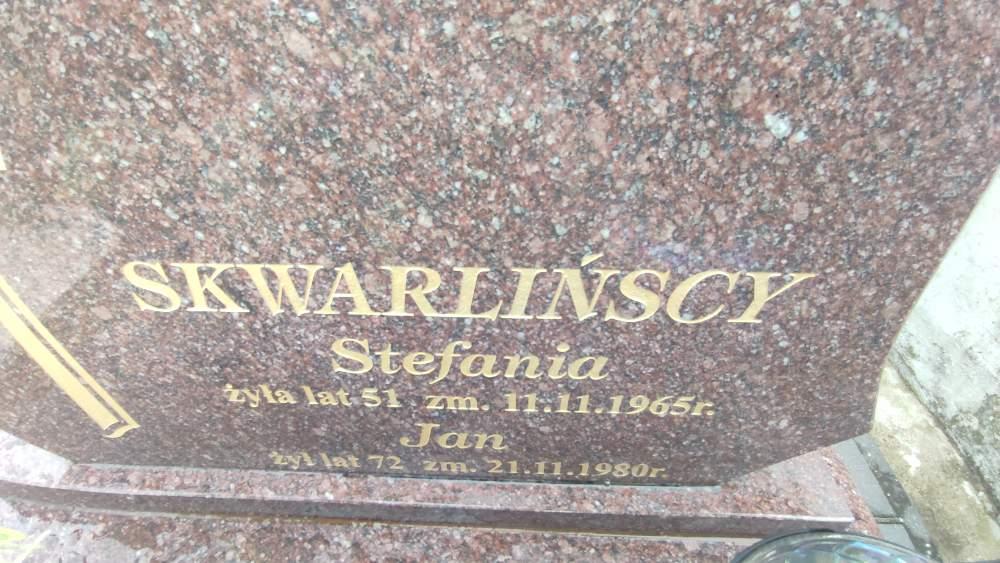 SKWARLIŃSCY
Stefania
żyła lat 51 zm. 11.11.1965r.
Jan
żył lat 72 zm. 21.11.1980r.